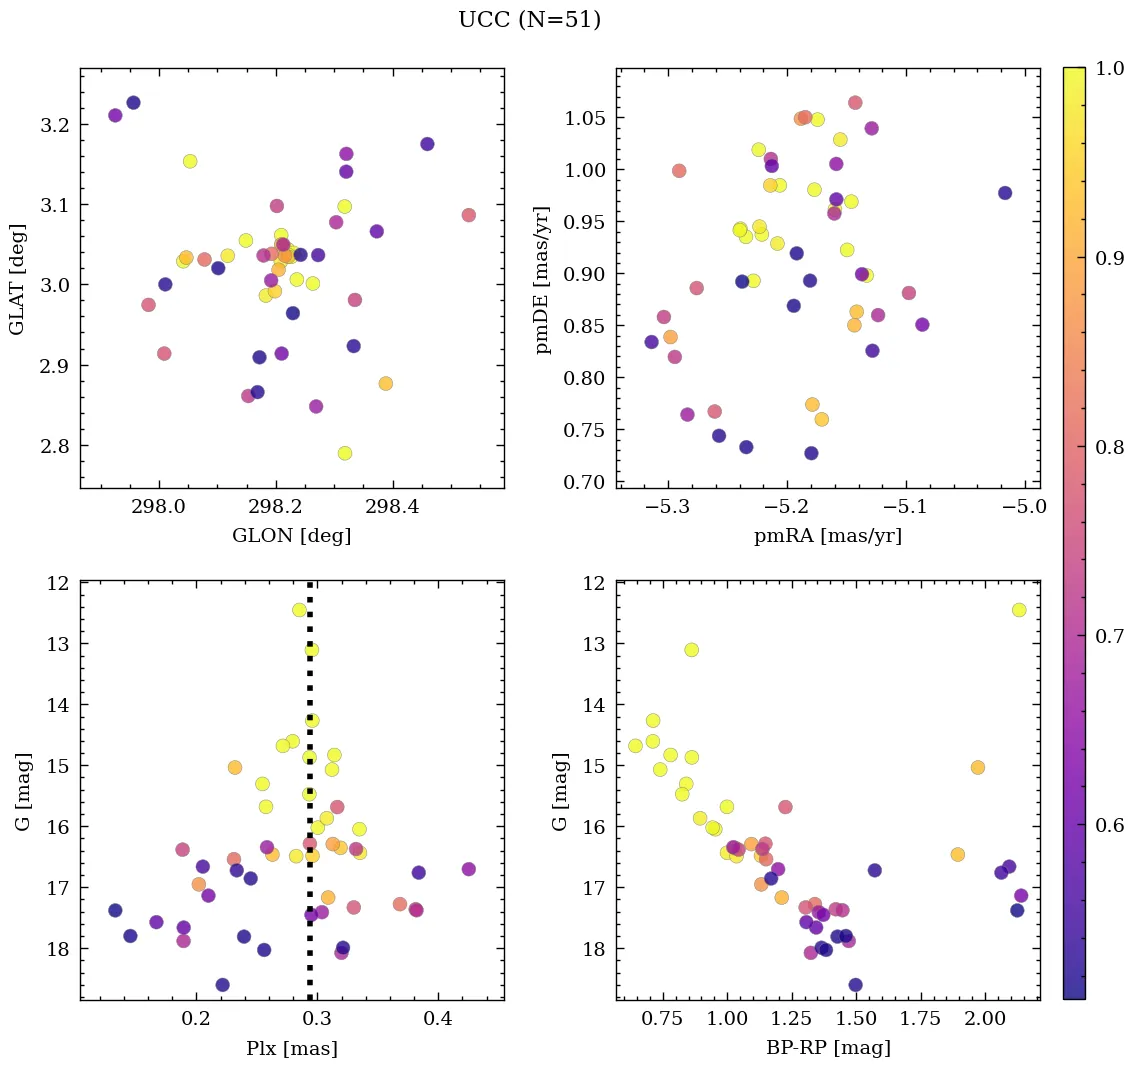 UCC (N=51)
3.2
3.1
3.0
2.9
2.8
GLAT [deg]
298.0 298.2 298.4
GLON [deg]
1.05
1.00
0.95
0.90
0.85
0.80
0.75
0.70
pmDE [mas/yr]
−5.3 −5.2 −5.1 −5.0
pmRA [mas/yr]
12
13
14
15
16
17
18
G [mag]
0.2 0.3 0.4
Plx [mas]
12
13
14
15
16
17
18
G [mag]
0.75 1.00 1.25 1.50 1.75 2.00
BP-RP [mag]
1.0
0.9
0.8
0.7
0.6